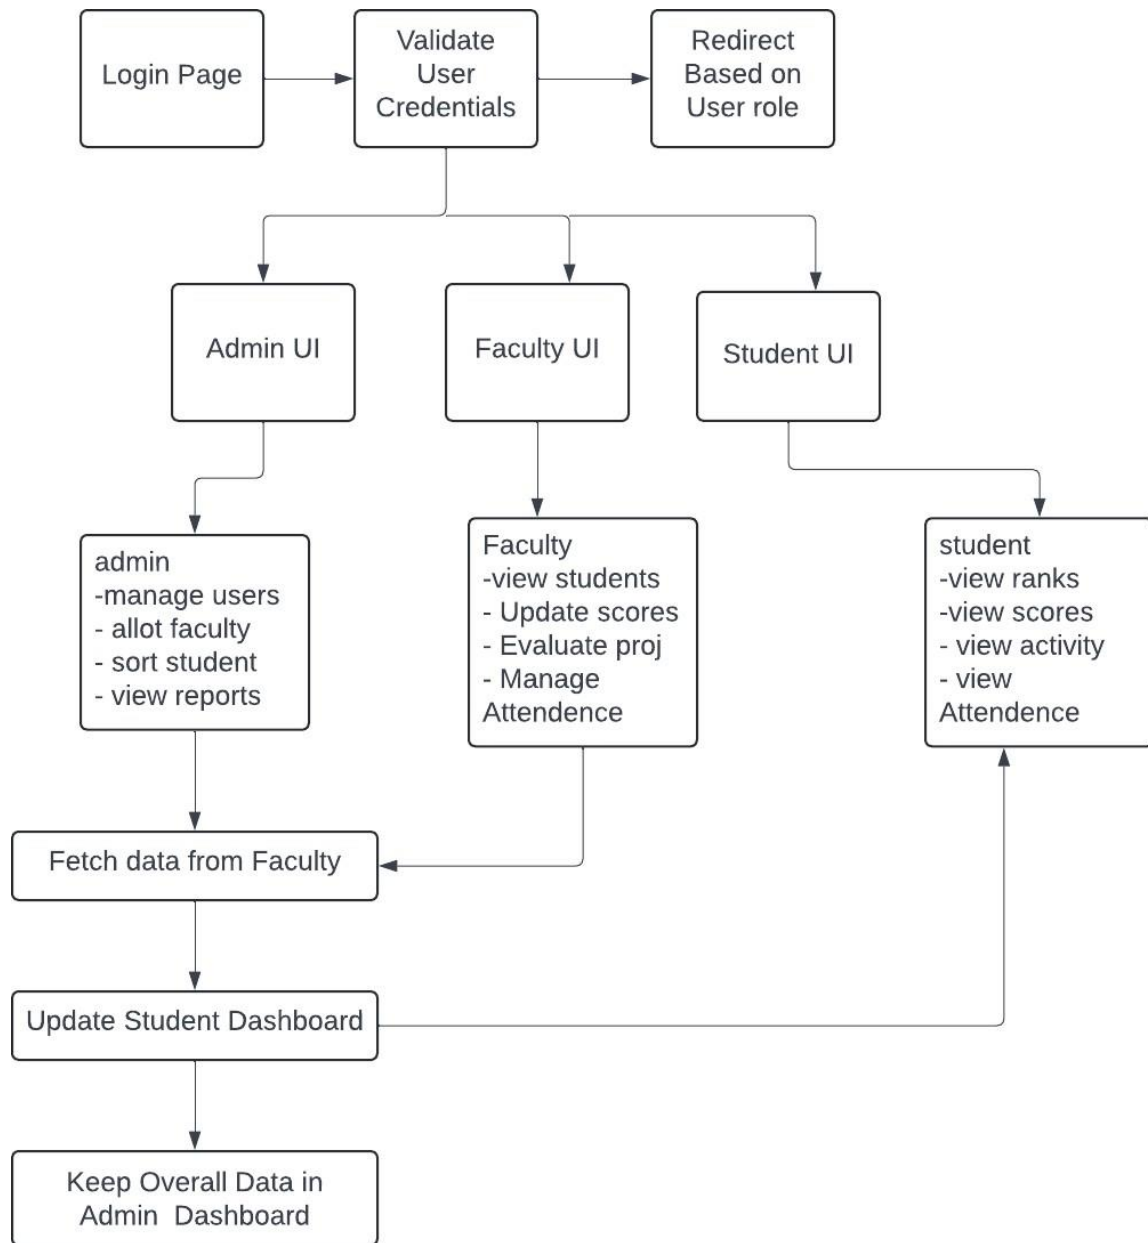 Login Page
Validate
User
Credentials
Redirect
Based on
User role
Admin UI
Faculty UI
Student UI
admin
-manage users
- allot faculty
- sort student
- view reports
Faculty
-view students
- Update scores
- Evaluate proj
- Manage
Attendence
student
-view ranks
-view scores
- view activity
- view
Attendence
Fetch data from Faculty
Update Student Dashboard
Keep Overall Data in
Admin  Dashboard